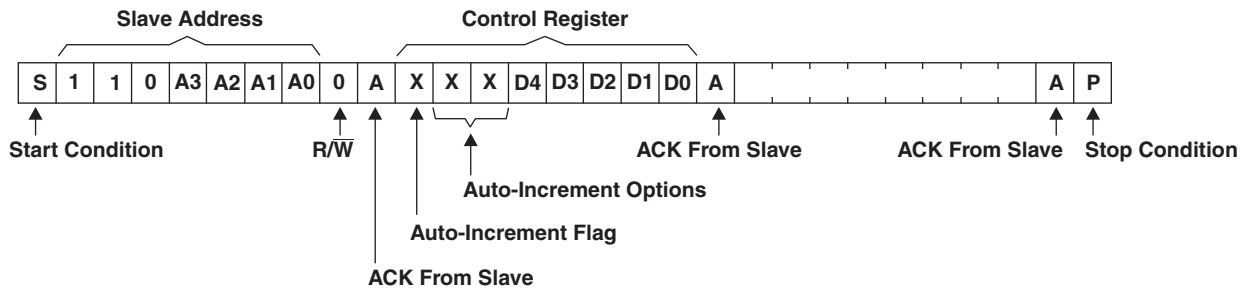 Slave Address Control Register
S 1 1 0 A3 A2 A1 A0 0 A X X X D4 D3 D2 D1 D0 A A P
Start Condition R/W̅ ACK From Slave ACK From Slave Stop Condition
Auto-Increment Options
Auto-Increment Flag
ACK From Slave